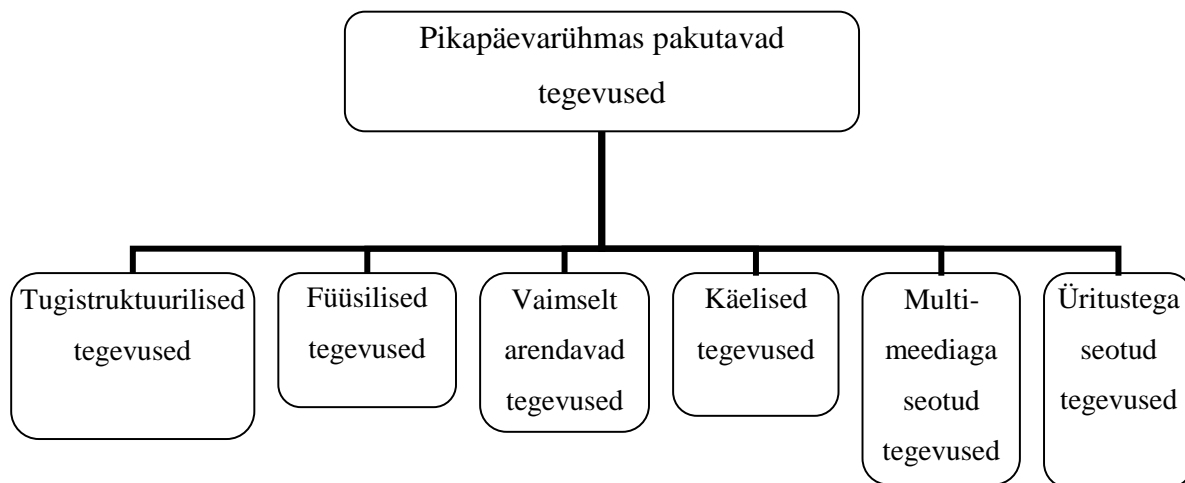 Pikapäevarühmas pakutavad
tegevused
Tugistruktuurilised
tegevused
Füüsilised
tegevused
Vaimselt
arendavad
tegevused
Käelised
tegevused
Multi-
meediaga
seotud
tegevused
Üritustega
seotud
tegevused